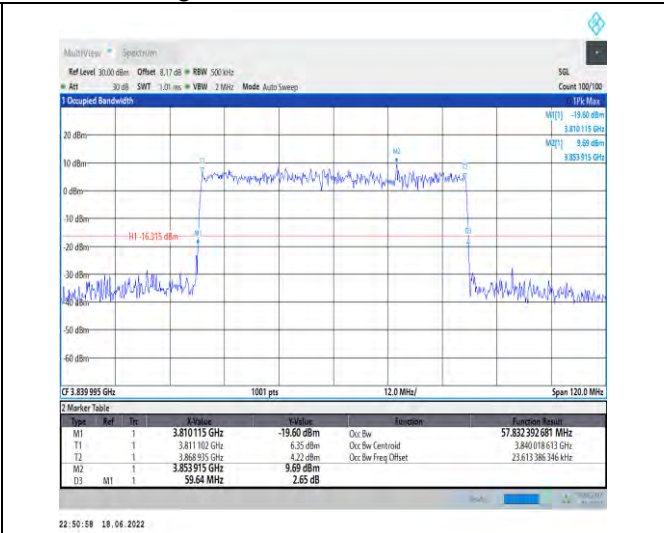 MultiView Spectrum
Ref Level 30.00 dBm Offset 8.17 dB RBW 500 kHz SGL
Att 30 dB SWT 1.01 ms VBW 2 MHz Mode Auto Sweep Count 100/100
1 Occupied Bandwidth 1Pk Max
M1[1] -19.60 dBm
3.810 115 GHz
20 dBm
M2[1] 9.69 dBm
3.853 915 GHz
M2
10 dBm
T1
T2
0 dBm
-10 dBm
H1 -16.315 dBm
M1
D3
-20 dBm
-30 dBm
-40 dBm
-50 dBm
-60 dBm
CF 3.839 995 GHz 1001 pts 12.0 MHz/ Span 120.0 MHz
2 Marker Table
Type Ref Trc X-Value Y-Value Function Function Result
M1 1 3.810 115 GHz -19.60 dBm Occ Bw 57.832 392 681 MHz
T1 1 3.811 102 GHz 6.35 dBm Occ Bw Centroid 3.840 018 613 GHz
T2 1 3.868 935 GHz 4.22 dBm Occ Bw Freq Offset 23.613 386 346 kHz
M2 1 3.853 915 GHz 9.69 dBm
D3 M1 1 59.64 MHz 2.65 dB
22:50:58 18.06.2022